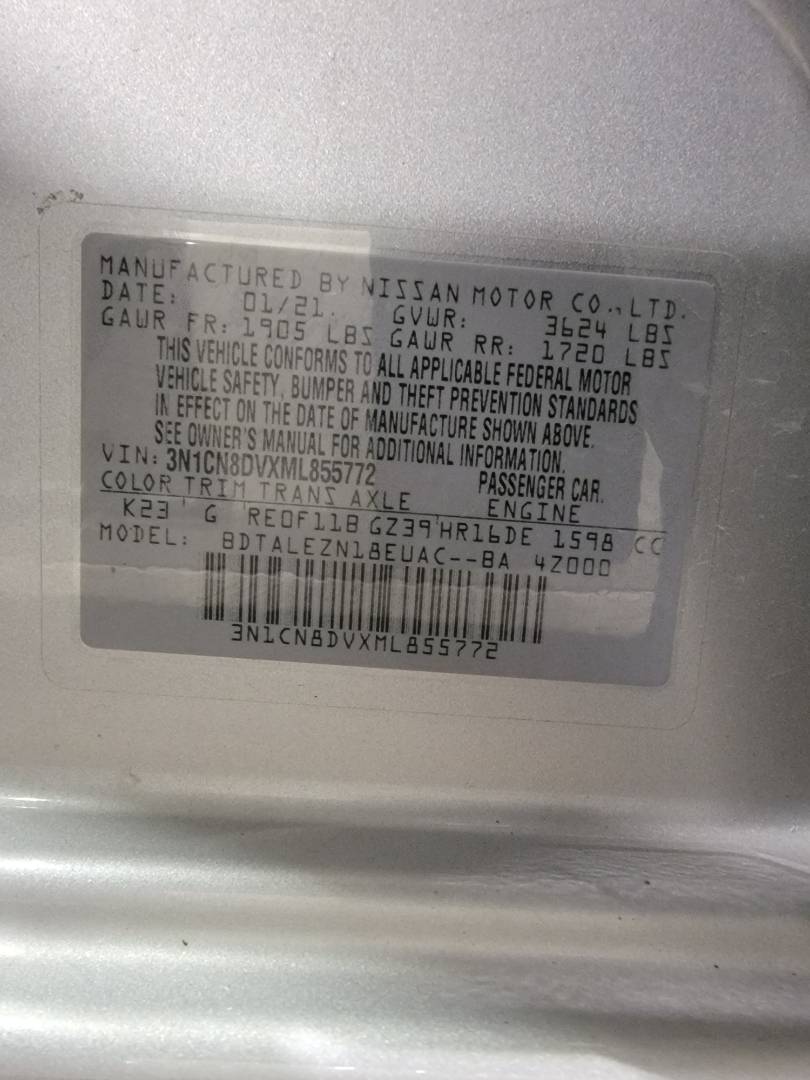 MANUFACTURED BY NISSAN MOTOR CO.,LTD.
DATE: 01/21. GVWR: 3624 LBS
GAWR FR: 1905 LBS GAWR RR: 1720 LBS
THIS VEHICLE CONFORMS TO ALL APPLICABLE FEDERAL MOTOR
VEHICLE SAFETY, BUMPER AND THEFT PREVENTION STANDARDS
IN EFFECT ON THE DATE OF MANUFACTURE SHOWN ABOVE.
SEE OWNER'S MANUAL FOR ADDITIONAL INFORMATION.
VIN: 3N1CN8DVXML855772 PASSENGER CAR.
COLOR TRIM TRANS AXLE ENGINE
K23 ' G ' RE0F11B GZ39'HR16DE 1598 CC
MODEL: BDTALEZN18EUAC--BA 4Z000
3N1CN8DVXML855772